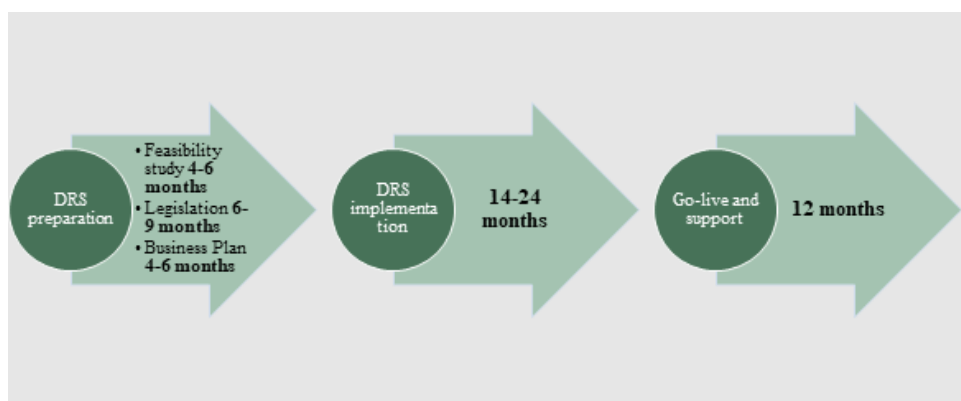 DRS
preparation
• Feasibility
study 4-6
months
• Legislation 6-
9 months
• Business Plan
4-6 months
DRS
implementa
tion
14-24
months
Go-live and
support
12 months